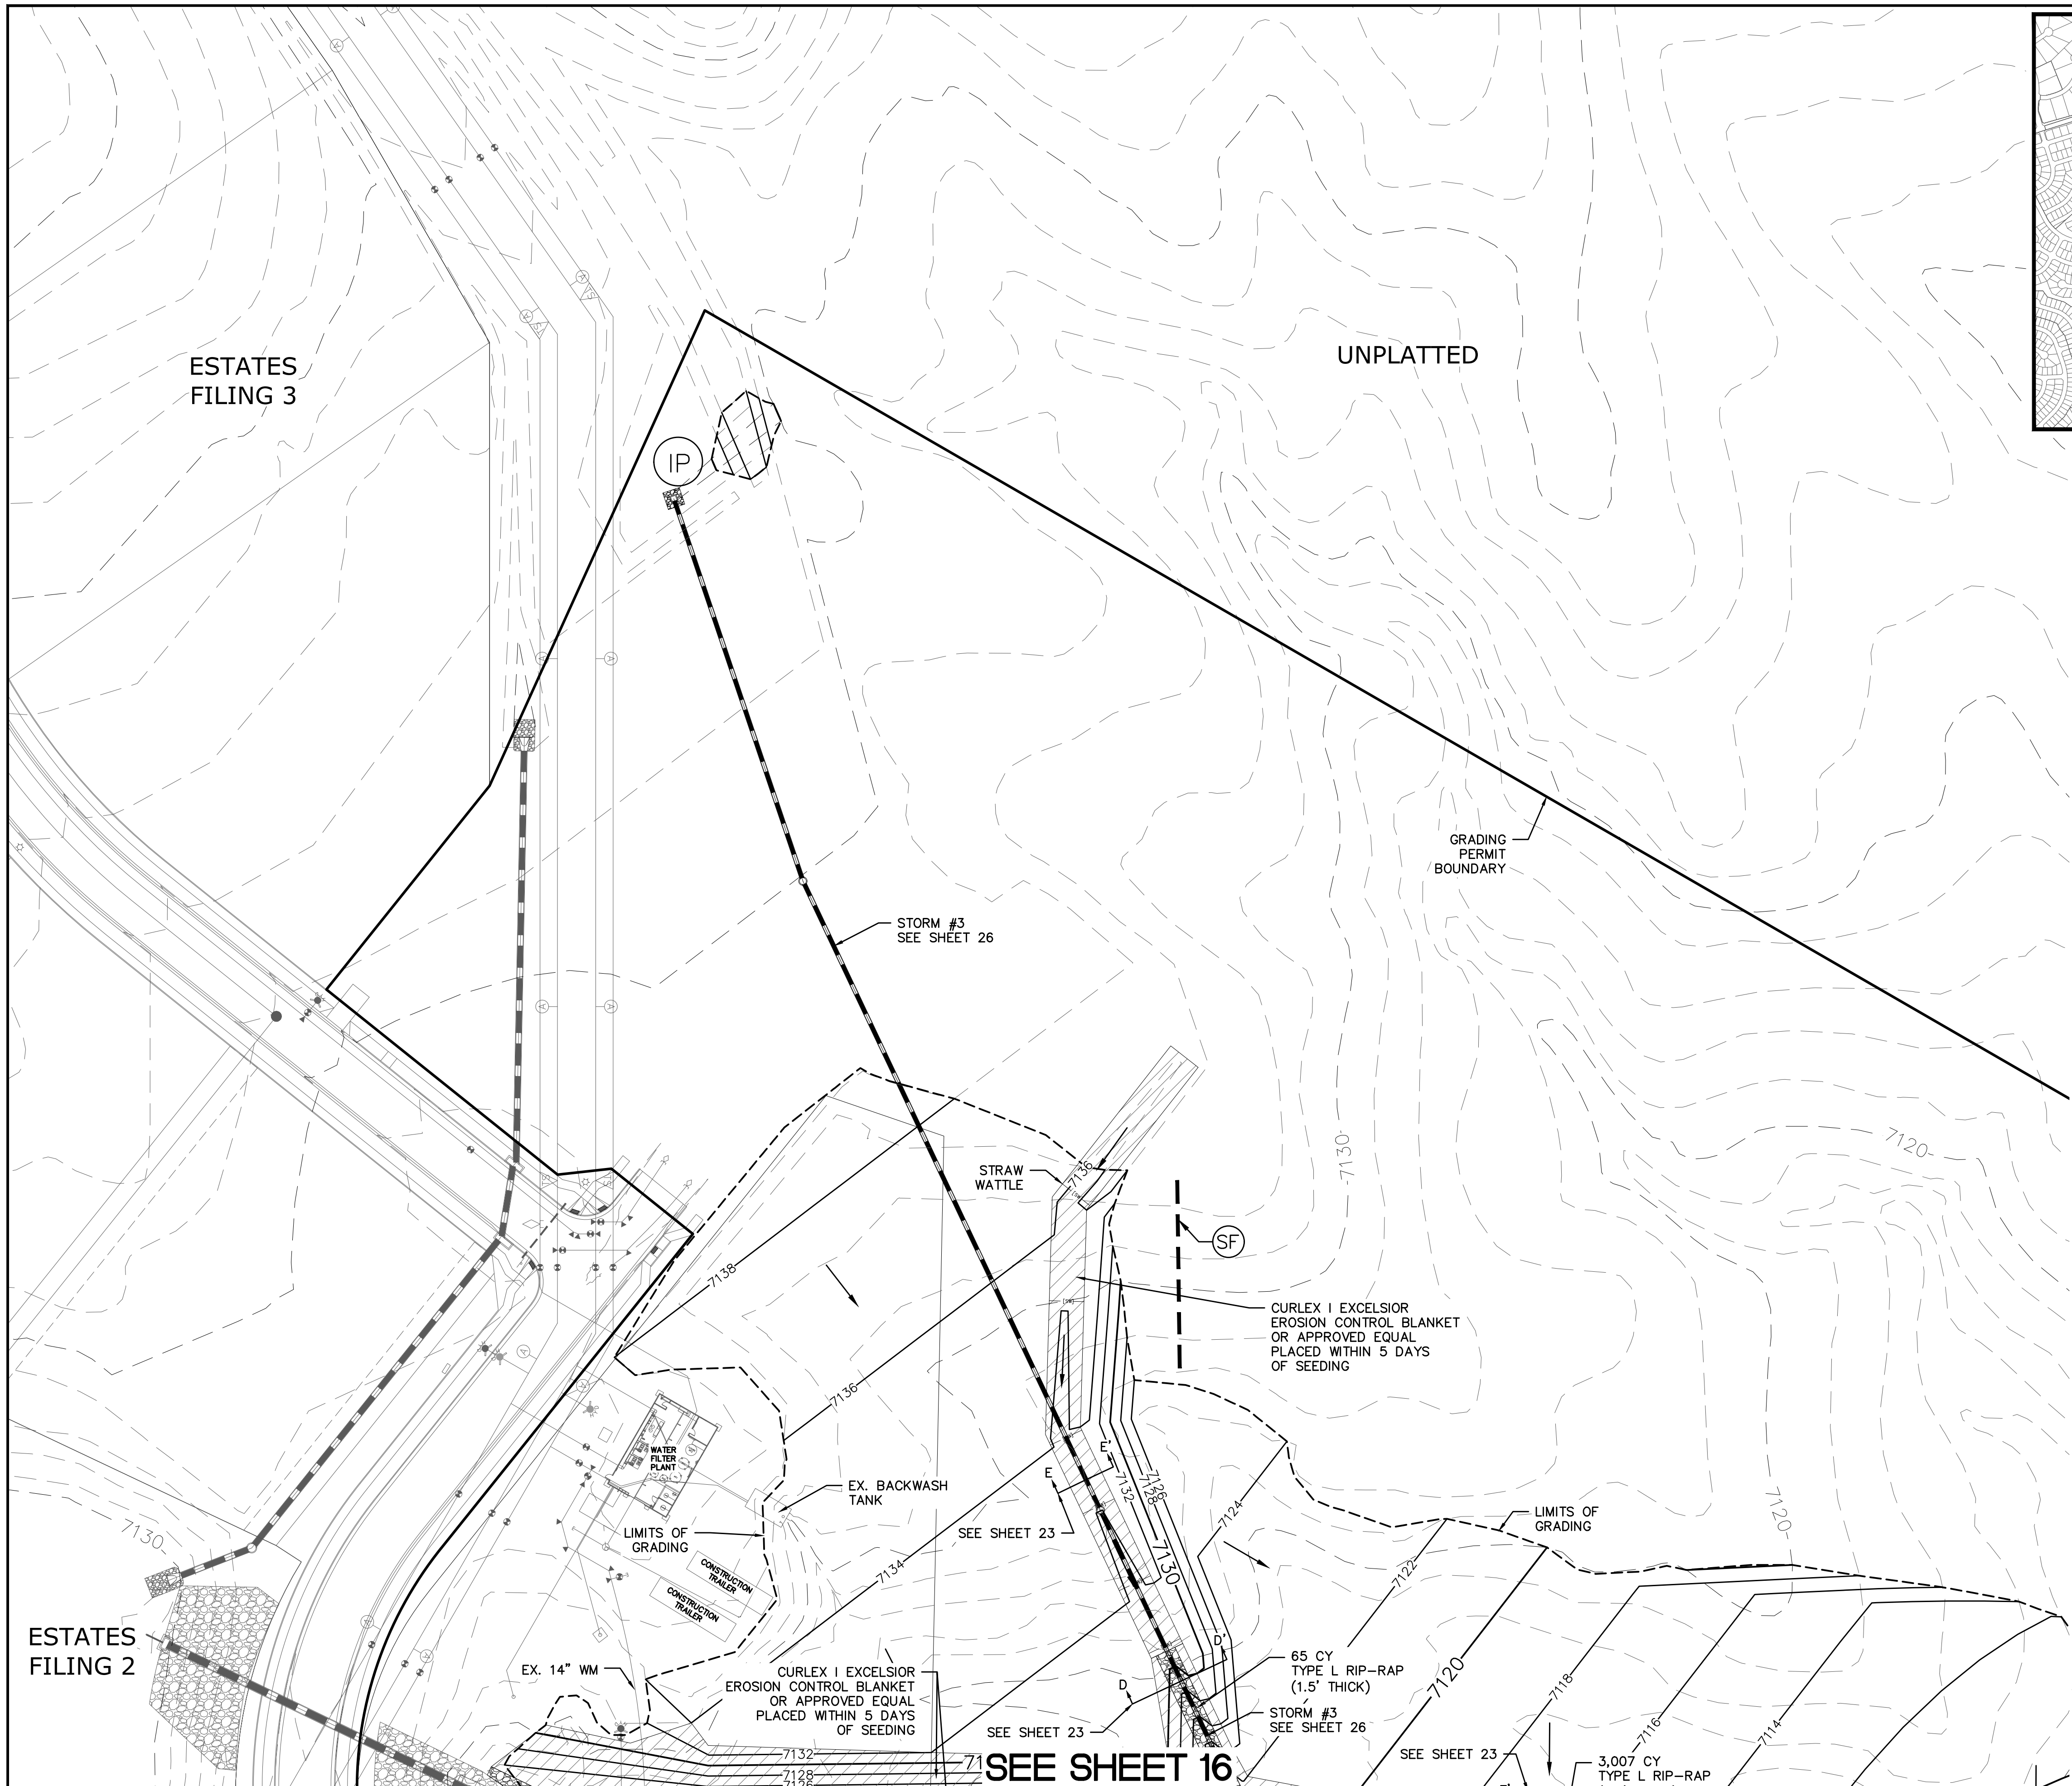 ESTATES
FILING 3
UNPLATTED
IP
GRADING
PERMIT
BOUNDARY
STORM #3
SEE SHEET 26
STRAW
WATTLE
7136
7130
7120
SF
7138
CURLEX I EXCELSIOR
EROSION CONTROL BLANKET
OR APPROVED EQUAL
PLACED WITHIN 5 DAYS
OF SEEDING
7136
WATER
FILTER
PLANT
EX. BACKWASH
TANK
E
E'
7132
7128
7126
7124
7120
LIMITS OF
GRADING
7130
LIMITS OF
GRADING
SEE SHEET 23
CONSTRUCTION
TRAILER
CONSTRUCTION
TRAILER
7134
7130
7122
ESTATES
FILING 2
EX. 14" WM
CURLEX I EXCELSIOR
EROSION CONTROL BLANKET
OR APPROVED EQUAL
PLACED WITHIN 5 DAYS
OF SEEDING
D
D'
65 CY
TYPE L RIP-RAP
(1.5' THICK)
7120
7118
7116
7114
SEE SHEET 23
STORM #3
SEE SHEET 26
7132
7128
7126
SEE SHEET 16
SEE SHEET 23
3,007 CY
TYPE L RIP-RAP